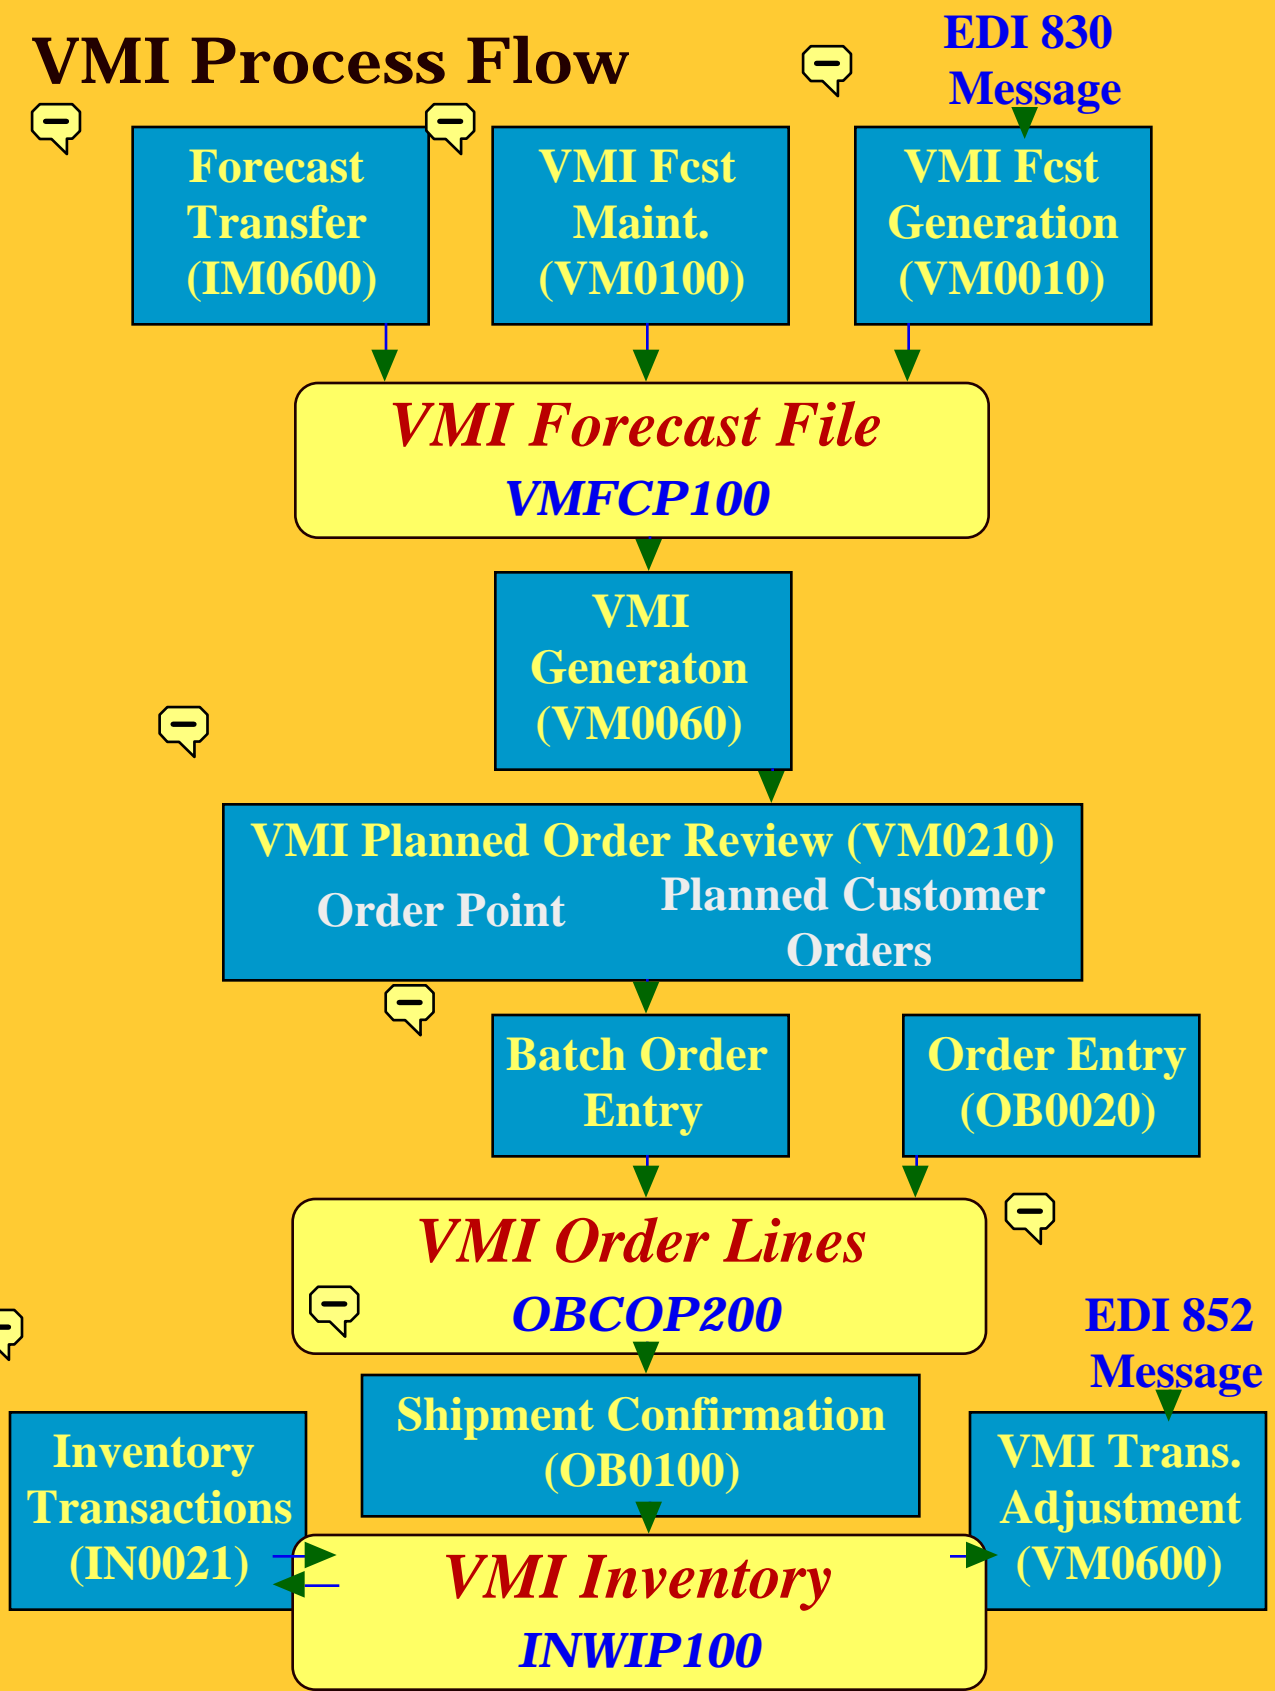 VMI Process Flow
EDI 830
Message
Forecast
Transfer
(IM0600)
VMI Fcst
Maint.
(VM0100)
VMI Fcst
Generation
(VM0010)
VMI Forecast File
VMFCP100
VMI
Generaton
(VM0060)
VMI Planned Order Review (VM0210)
Order Point
Planned Customer
Orders
Batch Order
Entry
Order Entry
(OB0020)
VMI Order Lines
OBCOP200
EDI 852
Message
Shipment Confirmation
(OB0100)
Inventory
Transactions
(IN0021)
VMI Trans.
Adjustment
(VM0600)
VMI Inventory
INWIP100